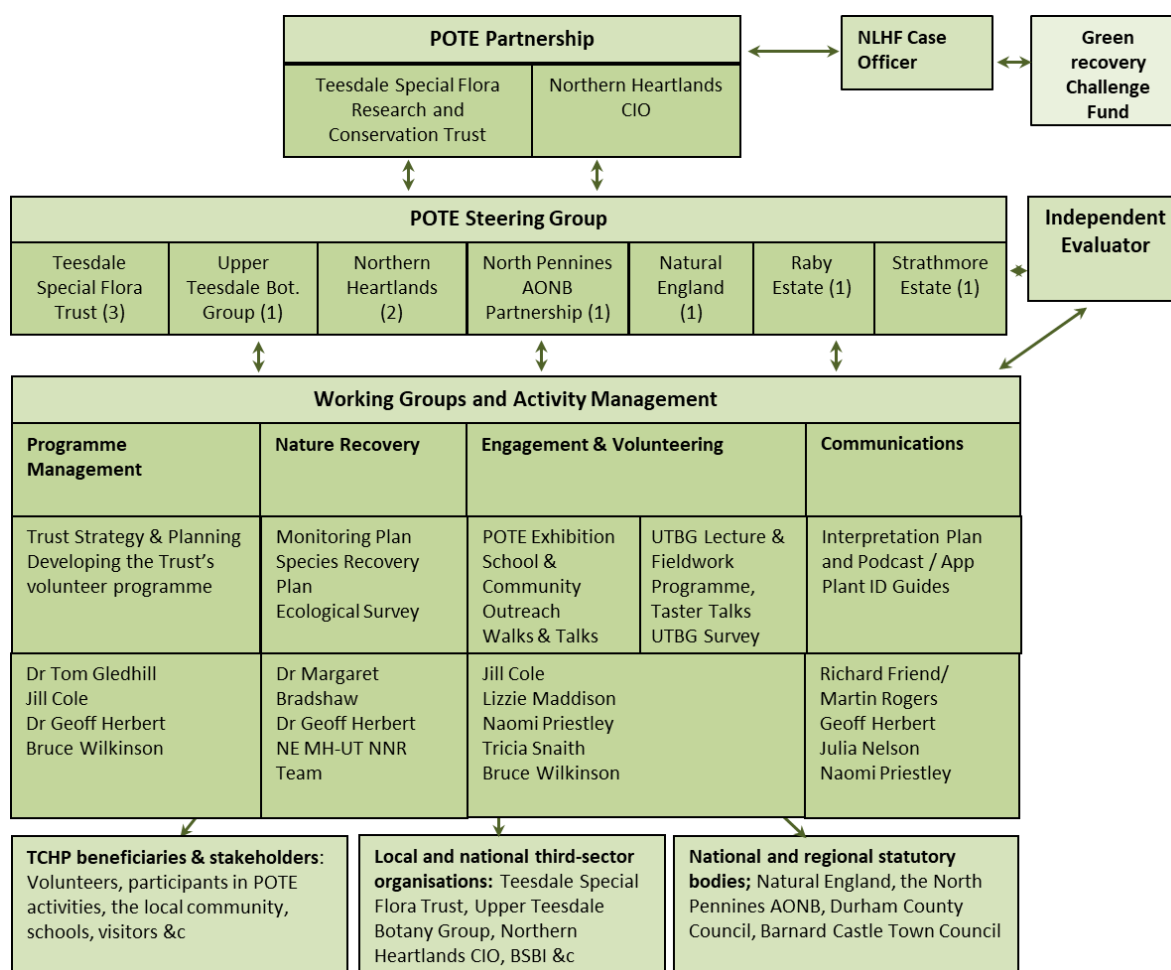 POTE Partnership
Teesdale Special Flora
Research and
Conservation Trust
Northern Heartlands
CIO
NLHF Case
Officer
Green
recovery
Challenge
Fund
POTE Steering Group
Teesdale
Special Flora
Trust (3)
Upper
Teesdale Bot.
Group (1)
Northern
Heartlands
(2)
North Pennines
AONB
Partnership (1)
Natural
England
(1)
Raby
Estate (1)
Strathmore
Estate (1)
Independent
Evaluator
Working Groups and Activity Management
Programme
Management
Nature Recovery
Engagement & Volunteering
Communications
Trust Strategy & Planning
Developing the Trust’s
volunteer programme
Monitoring Plan
Species Recovery
Plan
Ecological Survey
POTE Exhibition
School &
Community
Outreach
Walks & Talks
UTBG Lecture &
Fieldwork
Programme,
Taster Talks
UTBG Survey
Interpretation Plan
and Podcast / App
Plant ID Guides
Dr Tom Gledhill
Jill Cole
Dr Geoff Herbert
Bruce Wilkinson
Dr Margaret
Bradshaw
Dr Geoff Herbert
NE MH-UT NNR
Team
Jill Cole
Lizzie Maddison
Naomi Priestley
Tricia Snaith
Bruce Wilkinson
Richard Friend/
Martin Rogers
Geoff Herbert
Julia Nelson
Naomi Priestley
TCHP beneficiaries & stakeholders:
Volunteers, participants in POTE
activities, the local community,
schools, visitors &c
Local and national third-sector
organisations: Teesdale Special
Flora Trust, Upper Teesdale
Botany Group, Northern
Heartlands CIO, BSBI &c
National and regional statutory
bodies; Natural England, the North
Pennines AONB, Durham County
Council, Barnard Castle Town Council